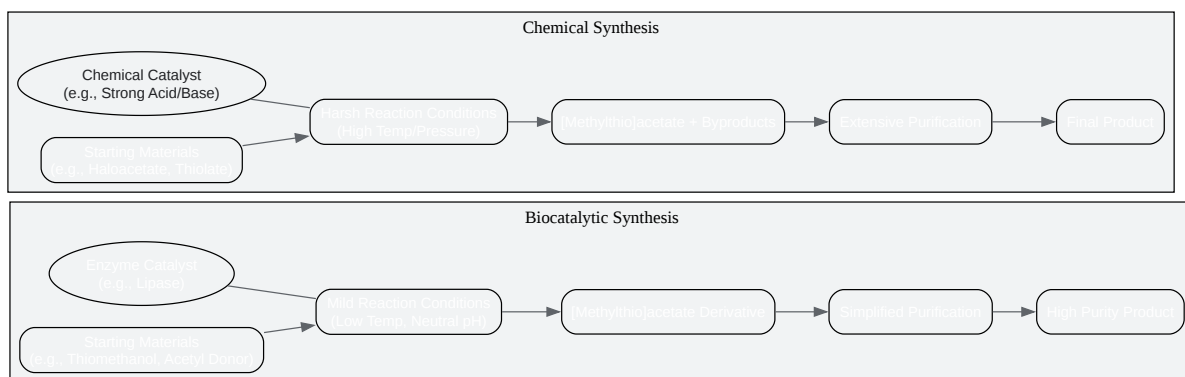 Chemical Synthesis
Chemical Catalyst
(e.g., Strong Acid/Base)
Starting Materials
(e.g., Haloacetate, Thiolate)
Harsh Reaction Conditions
(High Temp/Pressure)
[Methylthio]acetate + Byproducts
Extensive Purification
Final Product
Biocatalytic Synthesis
Enzyme Catalyst
(e.g., Lipase)
Starting Materials
(e.g., Thiomethanol, Acetyl Donor)
Mild Reaction Conditions
(Low Temp, Neutral pH)
[Methylthio]acetate Derivative
Simplified Purification
High Purity Product